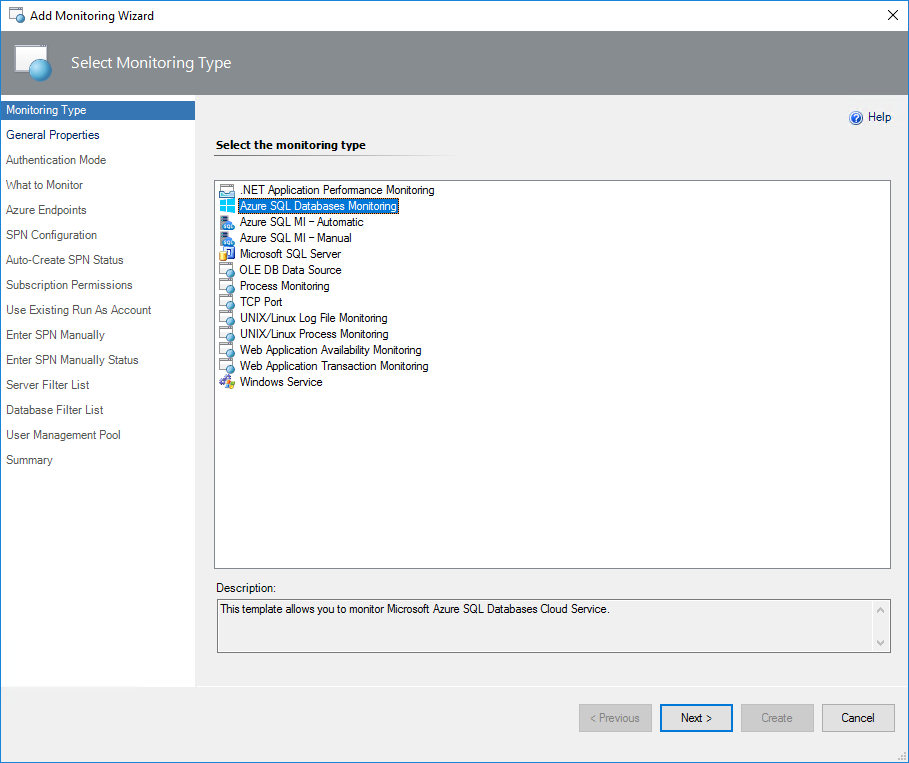 Add Monitoring Wizard
Select Monitoring Type
Monitoring Type
General Properties
Authentication Mode
What to Monitor
Azure Endpoints
SPN Configuration
Auto-Create SPN Status
Subscription Permissions
Use Existing Run As Account
Enter SPN Manually
Enter SPN Manually Status
Server Filter List
Database Filter List
User Management Pool
Summary
Help
Select the monitoring type
.NET Application Performance Monitoring
Azure SQL Databases Monitoring
Azure SQL MI – Automatic
Azure SQL MI – Manual
Microsoft SQL Server
OLE DB Data Source
Process Monitoring
TCP Port
UNIX/Linux Log File Monitoring
UNIX/Linux Process Monitoring
Web Application Availability Monitoring
Web Application Transaction Monitoring
Windows Service
Description:
This template allows you to monitor Microsoft Azure SQL Databases Cloud Service.
< Previous
Next >
Create
Cancel